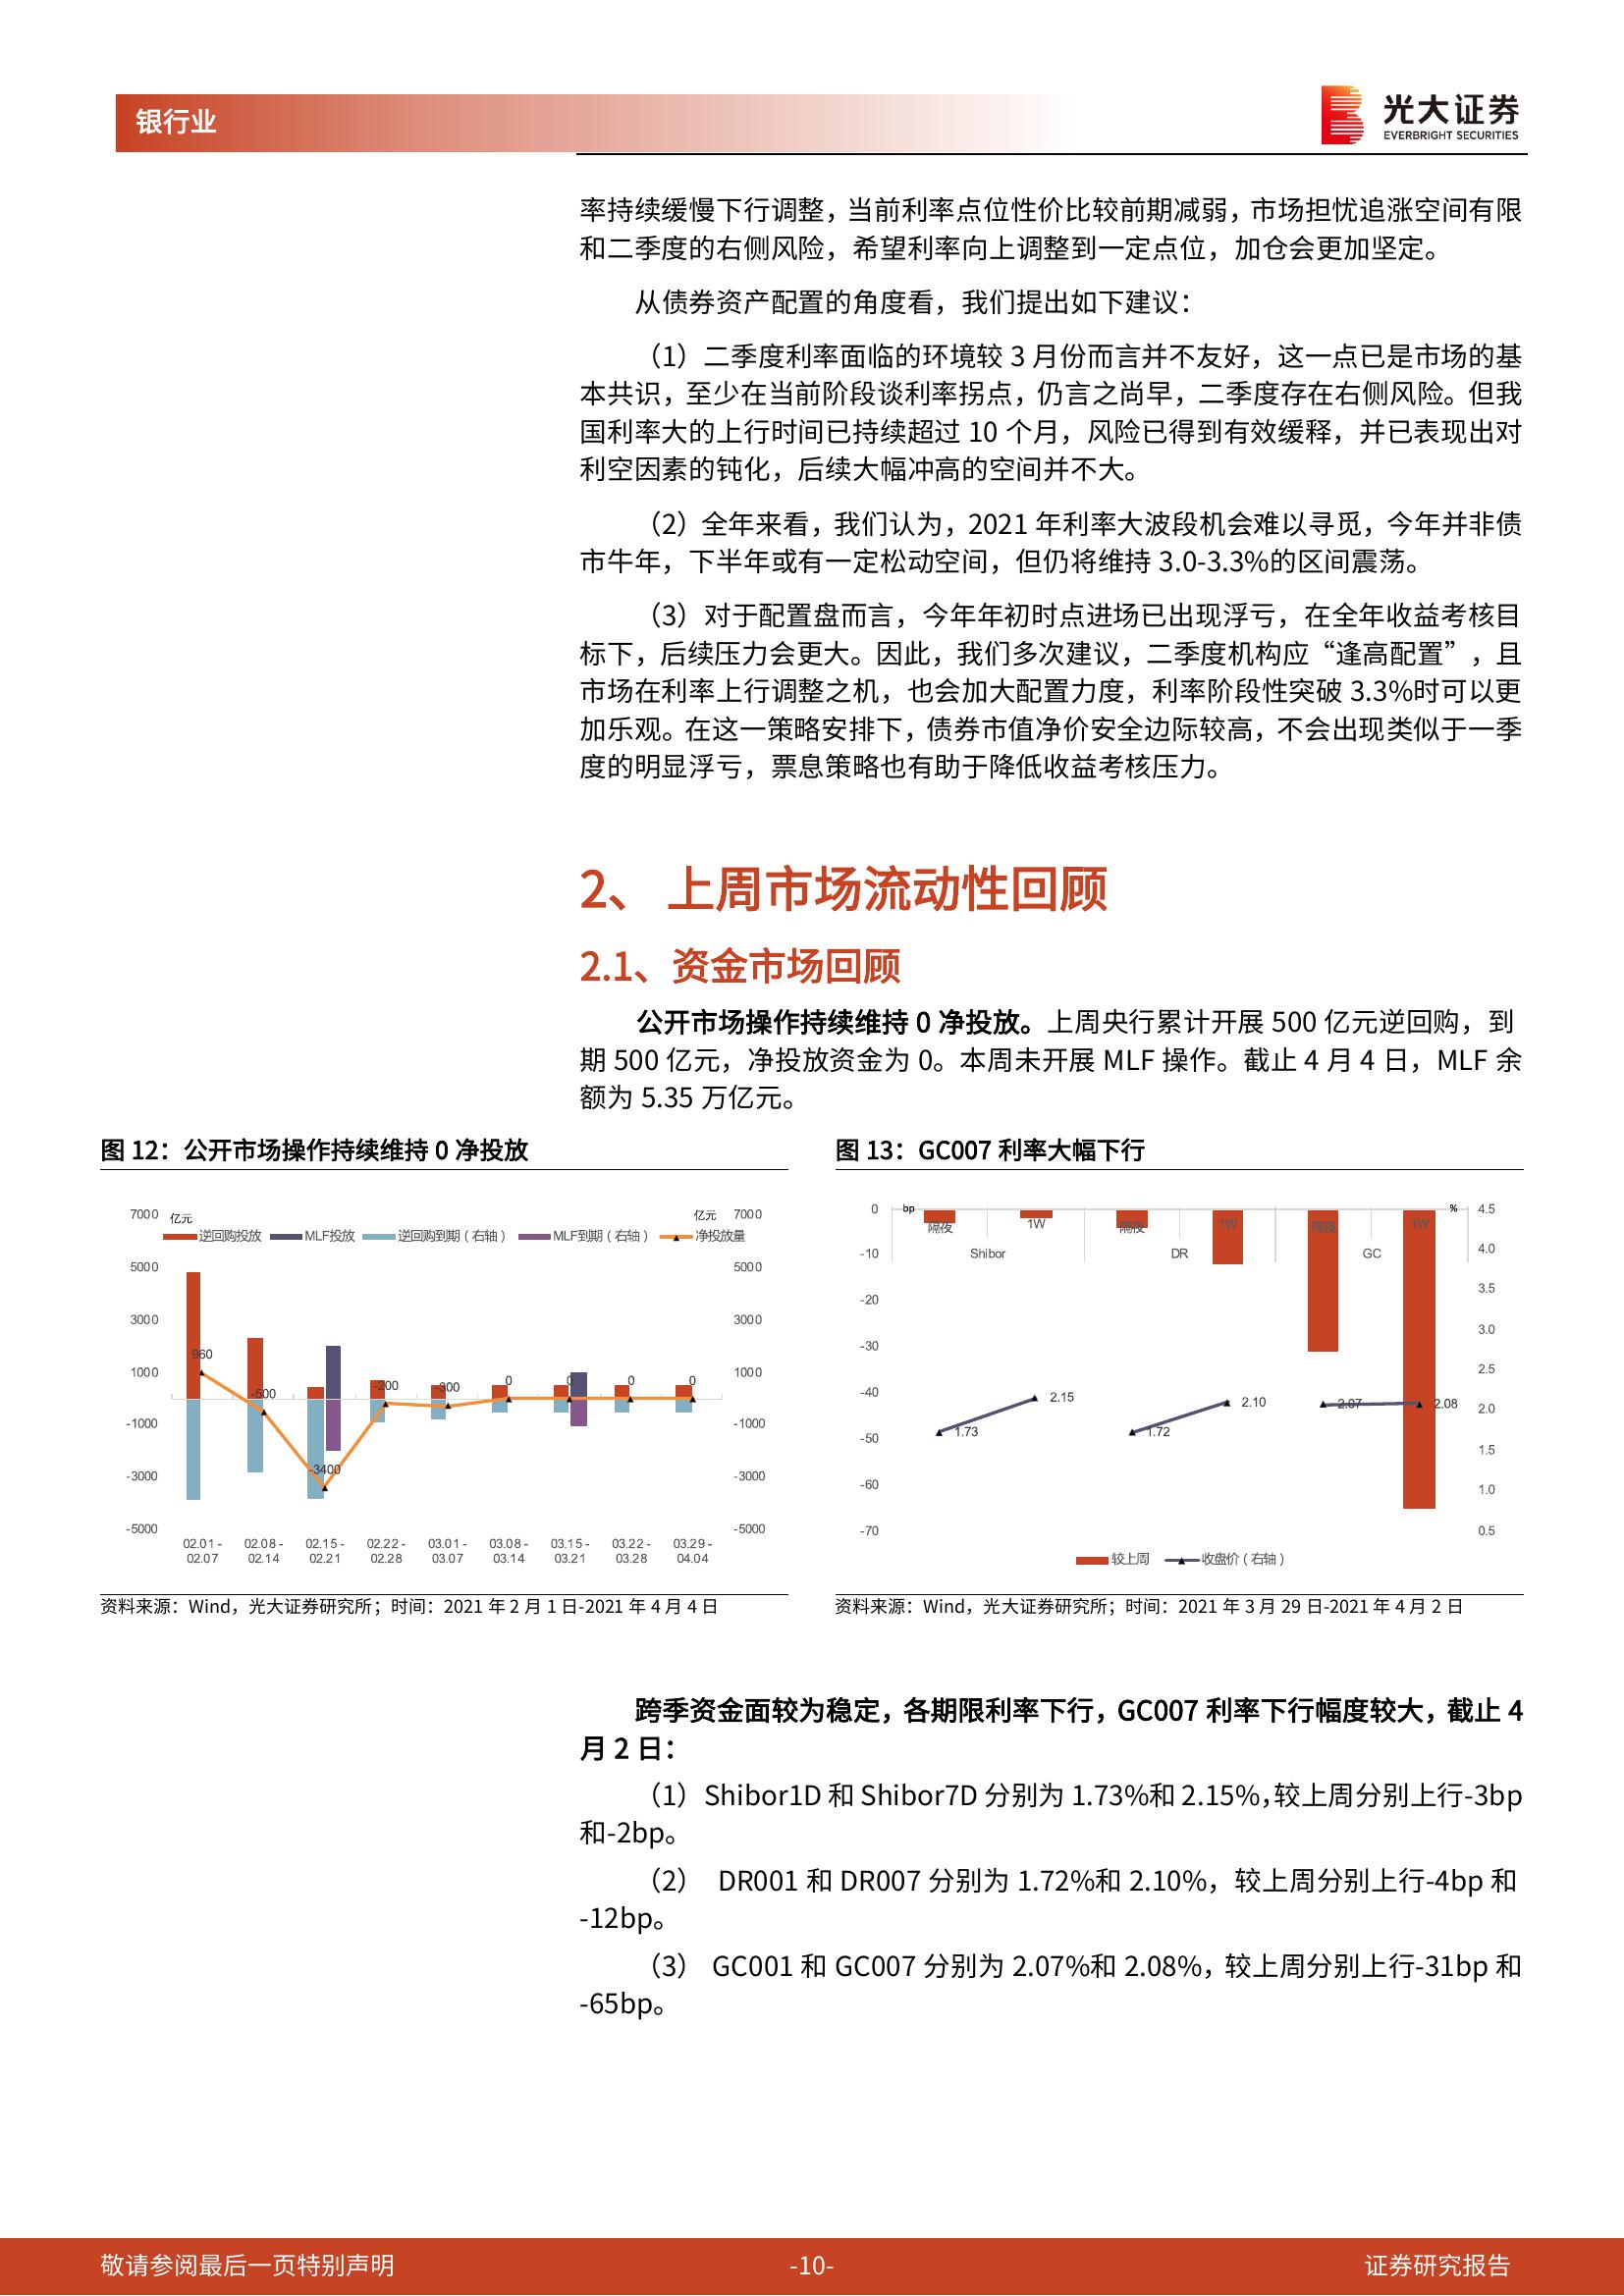 银行业
光大证券
EVERBRIGHT SECURITIES
率持续缓慢下行调整，当前利率点位性价比较前期减弱，市场担忧追涨空间有限
和二季度的右侧风险，希望利率向上调整到一定点位，加仓会更加坚定。
从债券资产配置的角度看，我们提出如下建议：
（1）二季度利率面临的环境较 3 月份而言并不友好，这一点已是市场的基
本共识，至少在当前阶段谈利率拐点，仍言之尚早，二季度存在右侧风险。但我
国利率大的上行时间已持续超过 10 个月，风险已得到有效缓释，并已表现出对
利空因素的钝化，后续大幅冲高的空间并不大。
（2）全年来看，我们认为，2021 年利率大波段机会难以寻觅，今年并非债
市牛年，下半年或有一定松动空间，但仍将维持 3.0-3.3%的区间震荡。
（3）对于配置盘而言，今年年初时点进场已出现浮亏，在全年收益考核目
标下，后续压力会更大。因此，我们多次建议，二季度机构应“逢高配置”，且
市场在利率上行调整之机，也会加大配置力度，利率阶段性突破 3.3%时可以更
加乐观。在这一策略安排下，债券市值净价安全边际较高，不会出现类似于一季
度的明显浮亏，票息策略也有助于降低收益考核压力。
2、 上周市场流动性回顾
2.1、资金市场回顾
公开市场操作持续维持 0 净投放。上周央行累计开展 500 亿元逆回购，到
期 500 亿元，净投放资金为 0。本周未开展 MLF 操作。截止 4 月 4 日，MLF 余
额为 5.35 万亿元。
图 12：公开市场操作持续维持 0 净投放
7000 亿元 亿元 7000
逆回购投放 MLF投放 逆回购到期（右轴） MLF到期（右轴） 净投放量
5000 5000
3000 3000
960
1000 1000
-500 -200 -300 0 0 0 0
-1000 -1000
-3400
-3000 -3000
-5000 -5000
02.01 - 02.08 - 02.15 - 02.22 - 03.01 - 03.08 - 03.15 - 03.22 - 03.29 -
02.07 02.14 02.21 02.28 03.07 03.14 03.21 03.28 04.04
资料来源：Wind，光大证券研究所；时间：2021 年 2 月 1 日-2021 年 4 月 4 日
图 13：GC007 利率大幅下行
0 bp % 4.5
隔夜 1W 隔夜 1W 隔夜 1W
-10 Shibor DR GC 4.0
-20 3.5
-30 3.0
2.5
-40 2.15 2.10 2.07 2.08 2.0
-50 1.73 1.72 1.5
-60 1.0
-70 0.5
较上周 收盘价（右轴）
资料来源：Wind，光大证券研究所；时间：2021 年 3 月 29 日-2021 年 4 月 2 日
跨季资金面较为稳定，各期限利率下行，GC007 利率下行幅度较大，截止 4
月 2 日：
（1）Shibor1D 和 Shibor7D 分别为 1.73%和 2.15%，较上周分别上行-3bp
和-2bp。
（2） DR001 和 DR007 分别为 1.72%和 2.10%，较上周分别上行-4bp 和
-12bp。
（3） GC001 和 GC007 分别为 2.07%和 2.08%，较上周分别上行-31bp 和
-65bp。
敬请参阅最后一页特别声明 -10- 证券研究报告